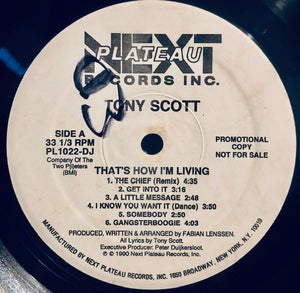 NEXT
PLATEAU
RECORDS INC.
TONY SCOTT
SIDE A
33 1/3 RPM
PL1022-DJ
Company Of The
Two P(i)eters
(BMI)
PROMOTIONAL
COPY
NOT FOR SALE
THAT'S HOW I'M LIVING
1. THE CHIEF (Remix) 4:35
2. GET INTO IT 3:30
3. A LITTLE MESSAGE 2:48
4. I KNOW YOU WANT IT (Dance) 3:50
5. SOMEBODY 2:50
6. GANGSTERBOOGIE 4:03
PRODUCED, WRITTEN & ARRANGED by FABIAN LENSSEN.
All Lyrics by Tony Scott.
Executive Producer: Peter Duijkersloot.
℗ © 1990 Next Plateau Records, Inc.
MANUFACTURED BY NEXT PLATEAU RECORDS, INC. 1650 BROADWAY, NEW YORK, N.Y. 10019